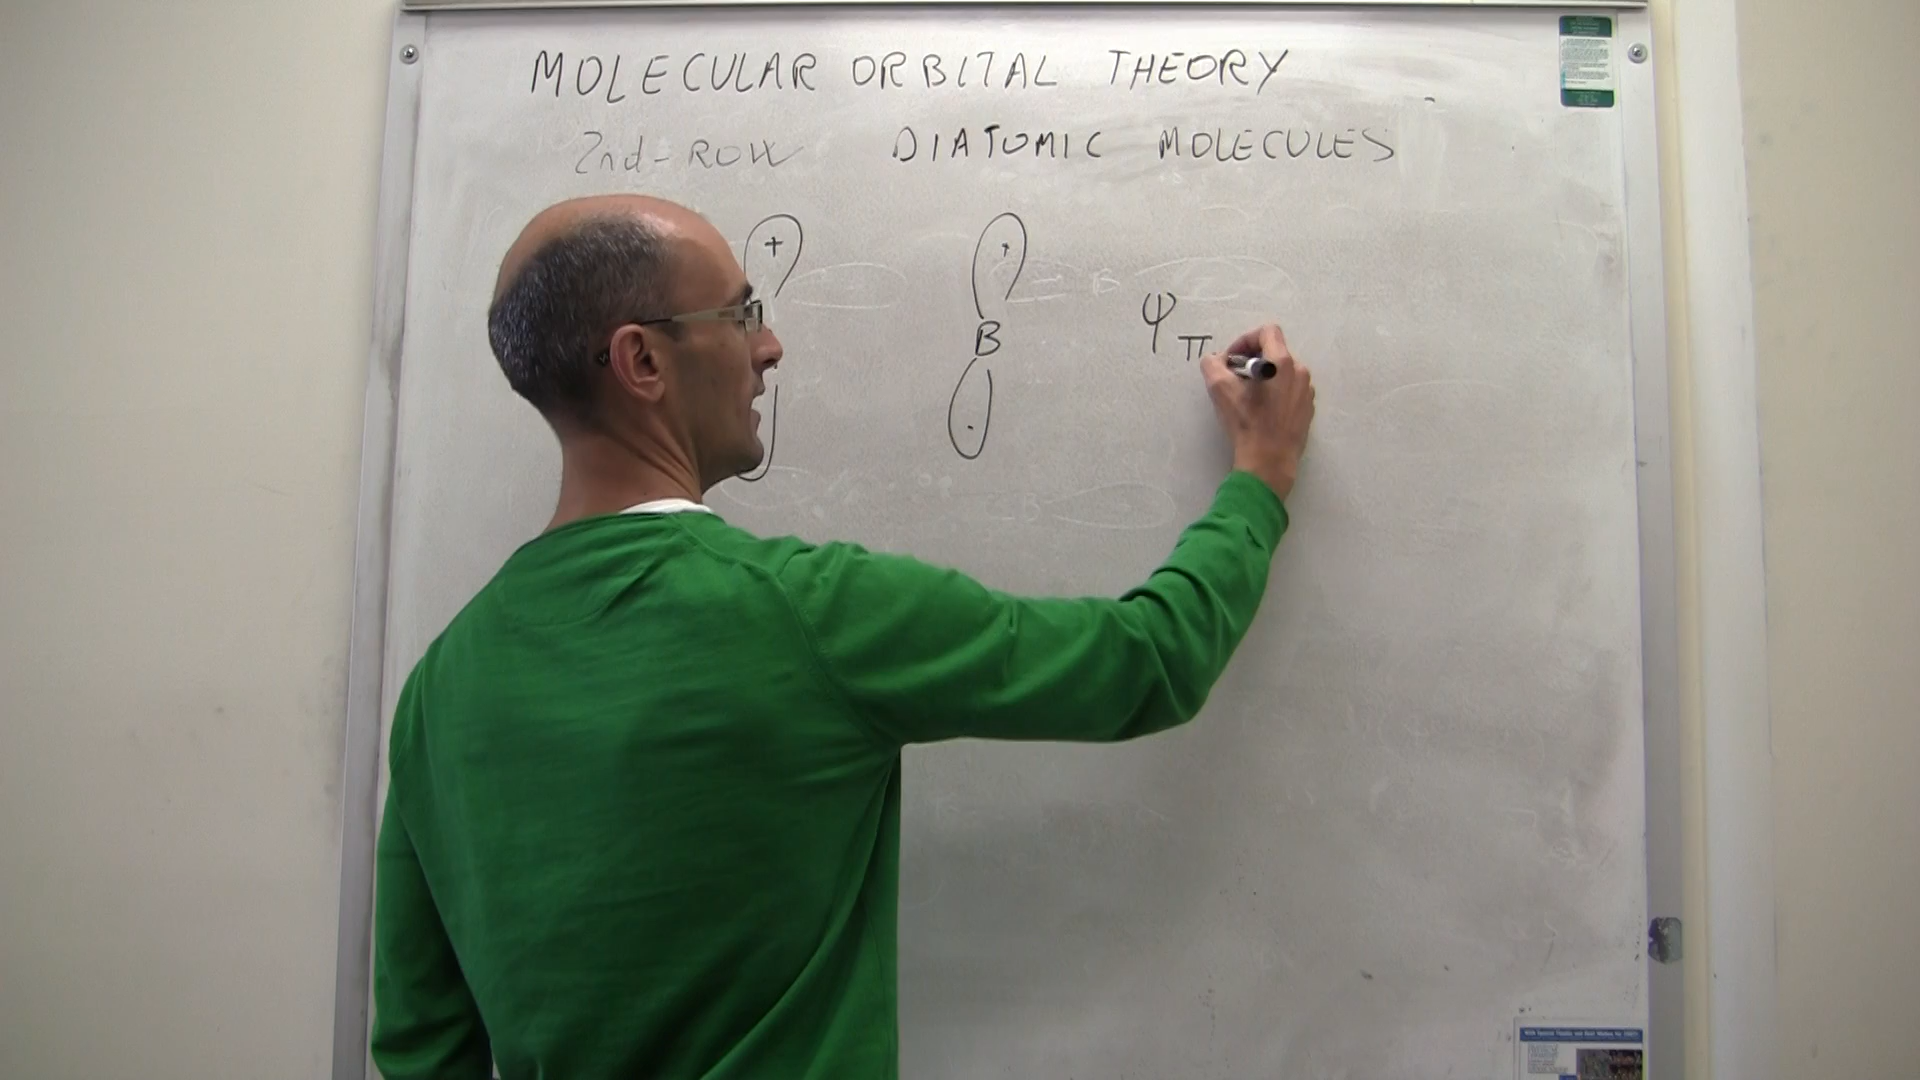 MOLECULAR ORBITAL THEORY
2nd-ROW DIATOMIC MOLECULES
+ +
B
ψπ
-